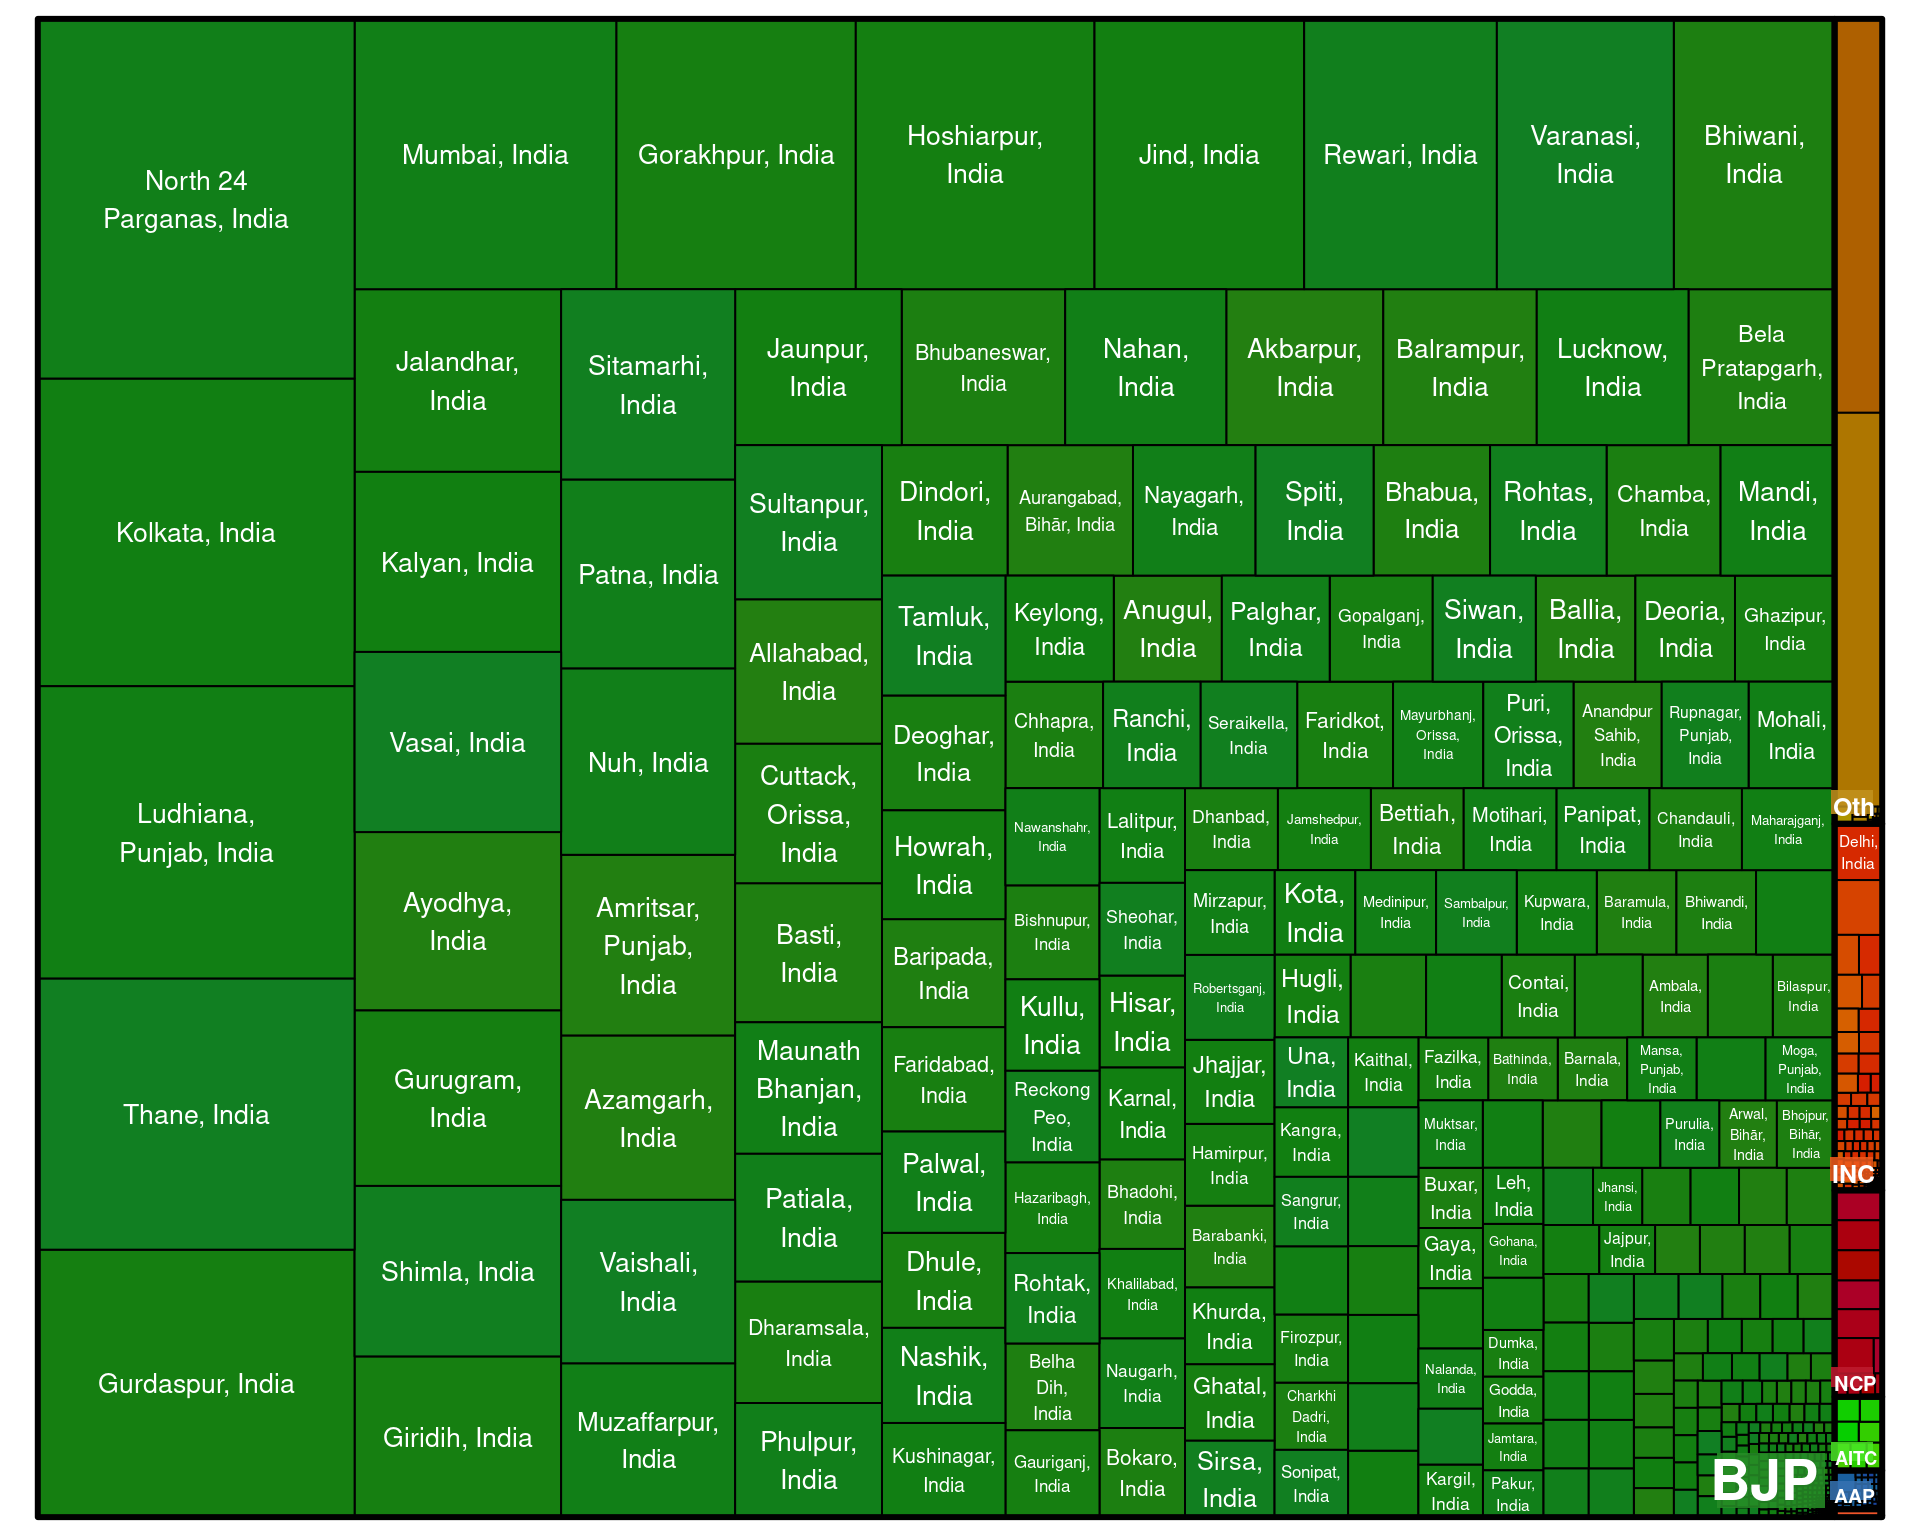 North 24
Parganas, India
Kolkata, India
Ludhiana,
Punjab, India
Thane, India
Gurdaspur, India
Mumbai, India
Gorakhpur, India
Hoshiarpur,
India
Jind, India
Rewari, India
Varanasi,
India
Bhiwani,
India
Jalandhar,
India
Kalyan, India
Vasai, India
Ayodhya,
India
Gurugram,
India
Shimla, India
Giridih, India
Sitamarhi,
India
Patna, India
Nuh, India
Amritsar,
Punjab,
India
Azamgarh,
India
Vaishali,
India
Muzaffarpur,
India
Jaunpur,
India
Bhubaneswar,
India
Nahan,
India
Akbarpur,
India
Balrampur,
India
Lucknow,
India
Bela
Pratapgarh,
India
Sultanpur,
India
Allahabad,
India
Cuttack,
Orissa,
India
Basti,
India
Maunath
Bhanjan,
India
Patiala,
India
Dharamsala,
India
Phulpur,
India
Dindori,
India
Aurangabad,
Bihār, India
Nayagarh,
India
Spiti,
India
Bhabua,
India
Rohtas,
India
Chamba,
India
Mandi,
India
Tamluk,
India
Deoghar,
India
Howrah,
India
Baripada,
India
Faridabad,
India
Palwal,
India
Dhule,
India
Nashik,
India
Kushinagar,
India
Keylong,
India
Anugul,
India
Palghar,
India
Gopalganj,
India
Siwan,
India
Ballia,
India
Deoria,
India
Ghazipur,
India
Chhapra,
India
Ranchi,
India
Seraikella,
India
Faridkot,
India
Mayurbhanj,
Orissa,
India
Puri,
Orissa,
India
Anandpur
Sahib,
India
Rupnagar,
Punjab,
India
Mohali,
India
Nawanshahr,
India
Bishnupur,
India
Kullu,
India
Reckong
Peo,
India
Hazaribagh,
India
Rohtak,
India
Belha
Dih,
India
Gauriganj,
India
Lalitpur,
India
Sheohar,
India
Hisar,
India
Karnal,
India
Bhadohi,
India
Khalilabad,
India
Naugarh,
India
Bokaro,
India
Dhanbad,
India
Jamshedpur,
India
Bettiah,
India
Motihari,
India
Panipat,
India
Chandauli,
India
Maharajganj,
India
Mirzapur,
India
Robertsganj,
India
Jhajjar,
India
Hamirpur,
India
Barabanki,
India
Khurda,
India
Ghatal,
India
Sirsa,
India
Kota,
India
Medinipur,
India
Sambalpur,
India
Kupwara,
India
Baramula,
India
Bhiwandi,
India
Hugli,
India
Contai,
India
Ambala,
India
Bilaspur,
India
Una,
India
Kangra,
India
Sangrur,
India
Firozpur,
India
Charkhi
Dadri,
India
Sonipat,
India
Kaithal,
India
Fazilka,
India
Bathinda,
India
Barnala,
India
Mansa,
Punjab,
India
Moga,
Punjab,
India
Muktsar,
India
Purulia,
India
Arwal,
Bihār,
India
Bhojpur,
Bihār,
India
Buxar,
India
Gaya,
India
Nalanda,
India
Kargil,
India
Leh,
India
Gohana,
India
Dumka,
India
Godda,
India
Jamtara,
India
Pakur,
India
Jhansi,
India
Jajpur,
India
BJP
Oth
Delhi,
India
INC
NCP
AITC
AAP